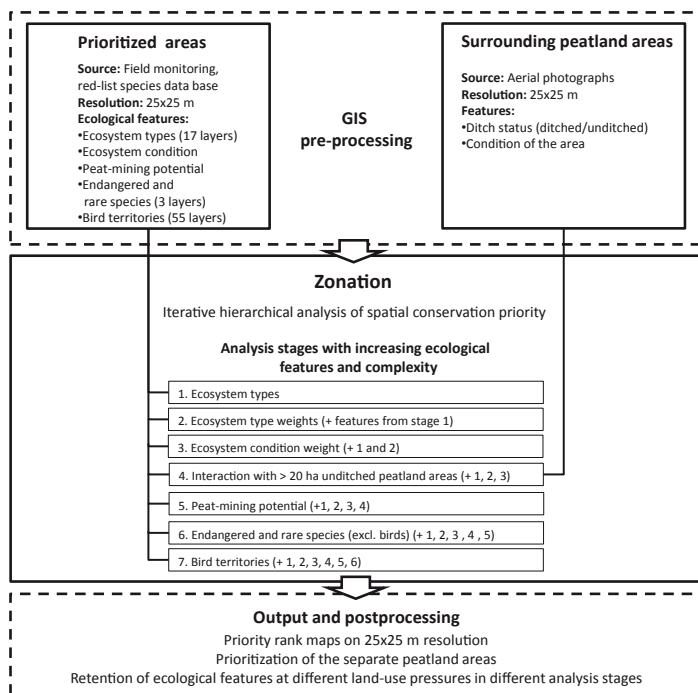 Prioritized areas
Source: Field monitoring,
red-list species data base
Resolution: 25x25 m
Ecological features:
•Ecosystem types (17 layers)
•Ecosystem condition
•Peat-mining potential
•Endangered and
rare species (3 layers)
•Bird territories (55 layers)
GIS
pre-processing
Surrounding peatland areas
Source: Aerial photographs
Resolution: 25x25 m
Features:
•Ditch status (ditched/unditched)
•Condition of the area
Zonation
Iterative hierarchical analysis of spatial conservation priority
Analysis stages with increasing ecological
features and complexity
1. Ecosystem types
2. Ecosystem type weights (+ features from stage 1)
3. Ecosystem condition weight (+ 1 and 2)
4. Interaction with > 20 ha unditched peatland areas (+ 1, 2, 3)
5. Peat-mining potential (+1, 2, 3, 4)
6. Endangered and rare species (excl. birds) (+ 1, 2, 3 , 4 , 5)
7. Bird territories (+ 1, 2, 3, 4, 5, 6)
Output and postprocessing
Priority rank maps on 25x25 m resolution
Prioritization of the separate peatland areas
Retention of ecological features at different land-use pressures in different analysis stages